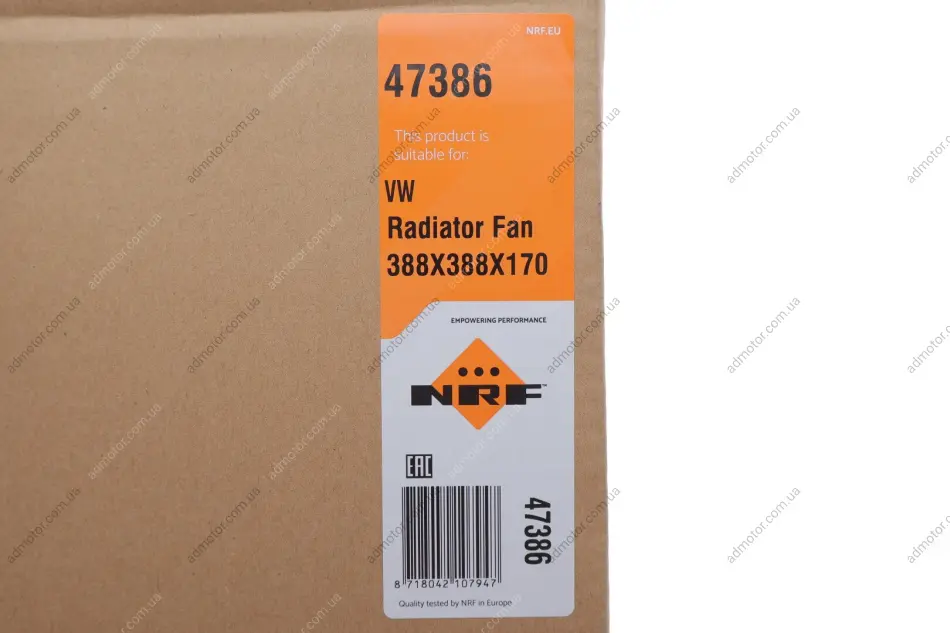 NRF.EU
47386
This product is
suitable for:
VW
Radiator Fan
388X388X170
EMPOWERING PERFORMANCE
NRF™
EAC
47386
8 718042 107947
Quality tested by NRF in Europe
admotor.com.ua